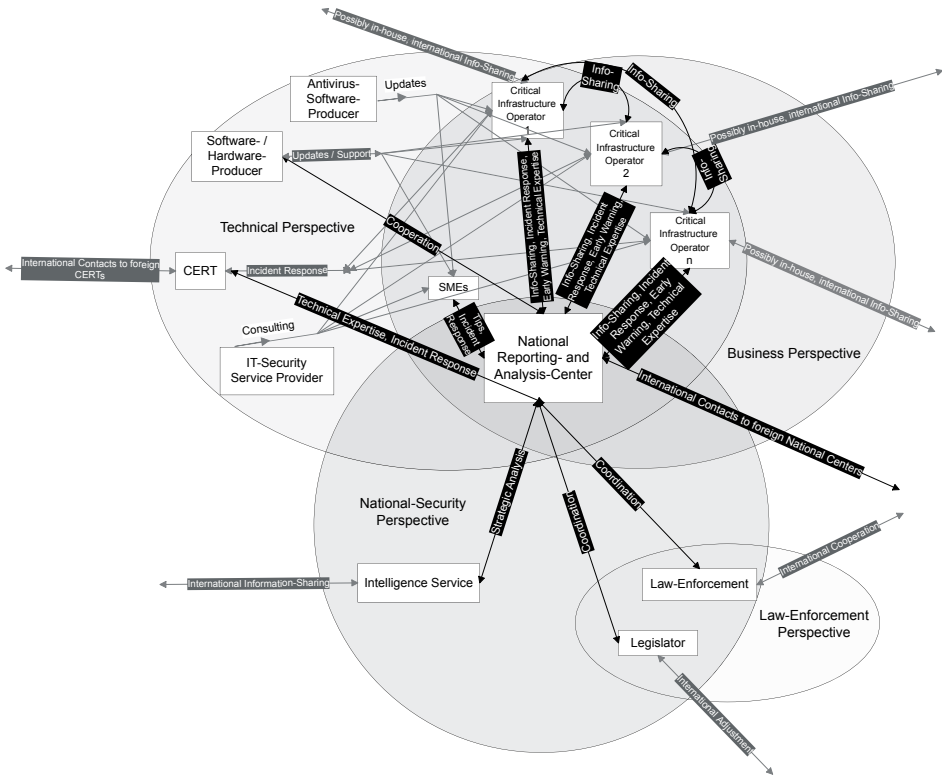 Possibly in-house, international Info-Sharing
Info-
Sharing
Info-Sharing
Antivirus-
Software-
Producer
Updates
Critical
Infrastructure
Operator
1
Possibly in-house, international Info-Sharing
Software- /
Hardware-
Producer
Updates / Support
Critical
Infrastructure
Operator
2
Info-
Sharing
Technical Perspective
Cooperation
Info-Sharing, Incident Response,
Early Warning, Technical Expertise
Info-Sharing, Incident
Response, Early Warning
Technical Expertise
Critical
Infrastructure
Operator
n
Possibly in-house, international Info-Sharing
International Contacts to foreign
CERTs
CERT
Incident Response
SMEs
Info-Sharing, Incident
Response, Early
Warning, Technical
Expertise
Technical Expertise, Incident Response
Tips,
Incident
Response
Consulting
IT-Security
Service Provider
National
Reporting- and
Analysis-Center
Business Perspective
International Contacts to foreign National Centers
National-Security
Perspective
Strategic Analysis
Coordination
Coordination
International Cooperation
International Information-Sharing
Intelligence Service
Law-Enforcement
Law-Enforcement
Perspective
Legislator
International Adjustment